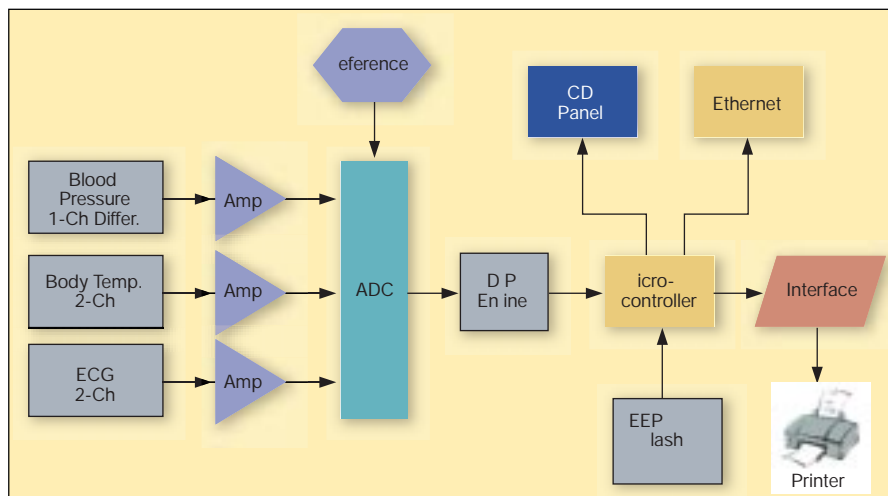 eference
CD
Panel
Ethernet
Blood
Pressure
1-Ch Differ.
Amp
Body Temp.
2-Ch
Amp
ADC
D P
En ine
icro-
controller
Interface
ECG
2-Ch
Amp
EEP
lash
Printer